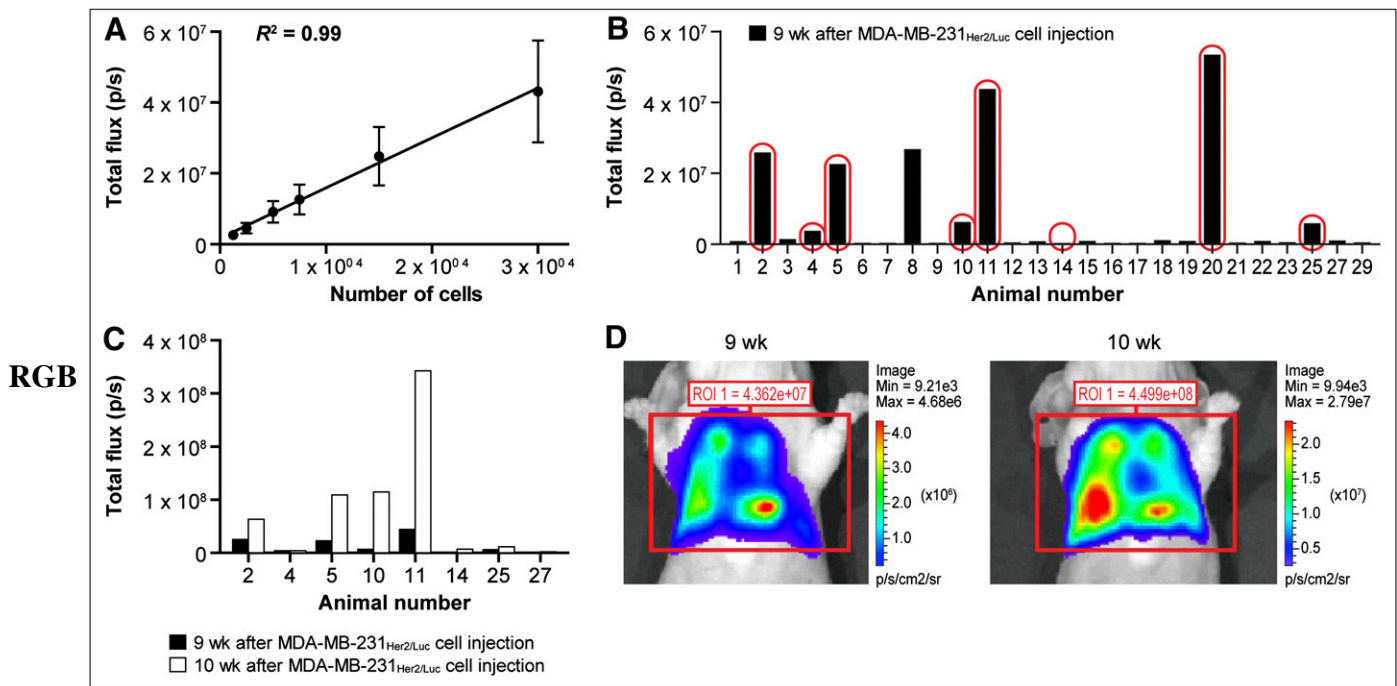 RGB
A
R² = 0.99
Total flux (p/s)
6 x 10⁷
4 x 10⁷
2 x 10⁷
0
0
1 x 10⁰⁴
2 x 10⁰⁴
3 x 10⁰⁴
Number of cells
B
9 wk after MDA-MB-231Her2/Luc cell injection
Total flux (p/s)
6 x 10⁷
4 x 10⁷
2 x 10⁷
0
1 2 3 4 5 6 7 8 9 10 11 12 13 14 15 16 17 18 19 20 21 22 23 25 27 29
Animal number
C
Total flux (p/s)
4 x 10⁸
3 x 10⁸
2 x 10⁸
1 x 10⁸
0
2 4 5 10 11 14 25 27
Animal number
9 wk after MDA-MB-231Her2/Luc cell injection
10 wk after MDA-MB-231Her2/Luc cell injection
D
9 wk
ROI 1 = 4.362e+07
Image
Min = 9.21e3
Max = 4.68e6
4.0
3.0
2.0
1.0
(x10⁶)
p/s/cm2/sr
10 wk
ROI 1 = 4.499e+08
Image
Min = 9.94e3
Max = 2.79e7
2.0
1.5
1.0
0.5
(x10⁷)
p/s/cm2/sr